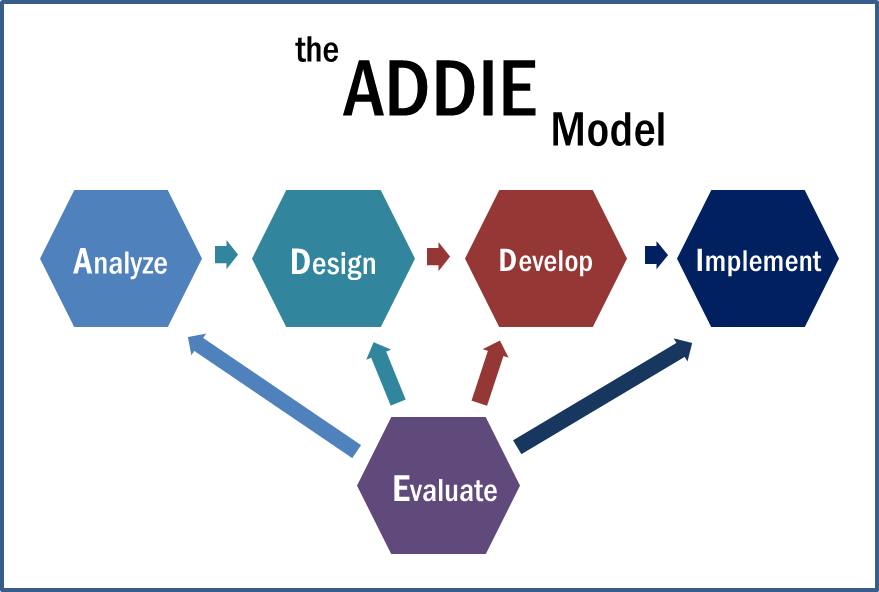 the
ADDIE
Model
Analyze
Design
Develop
Implement
Evaluate